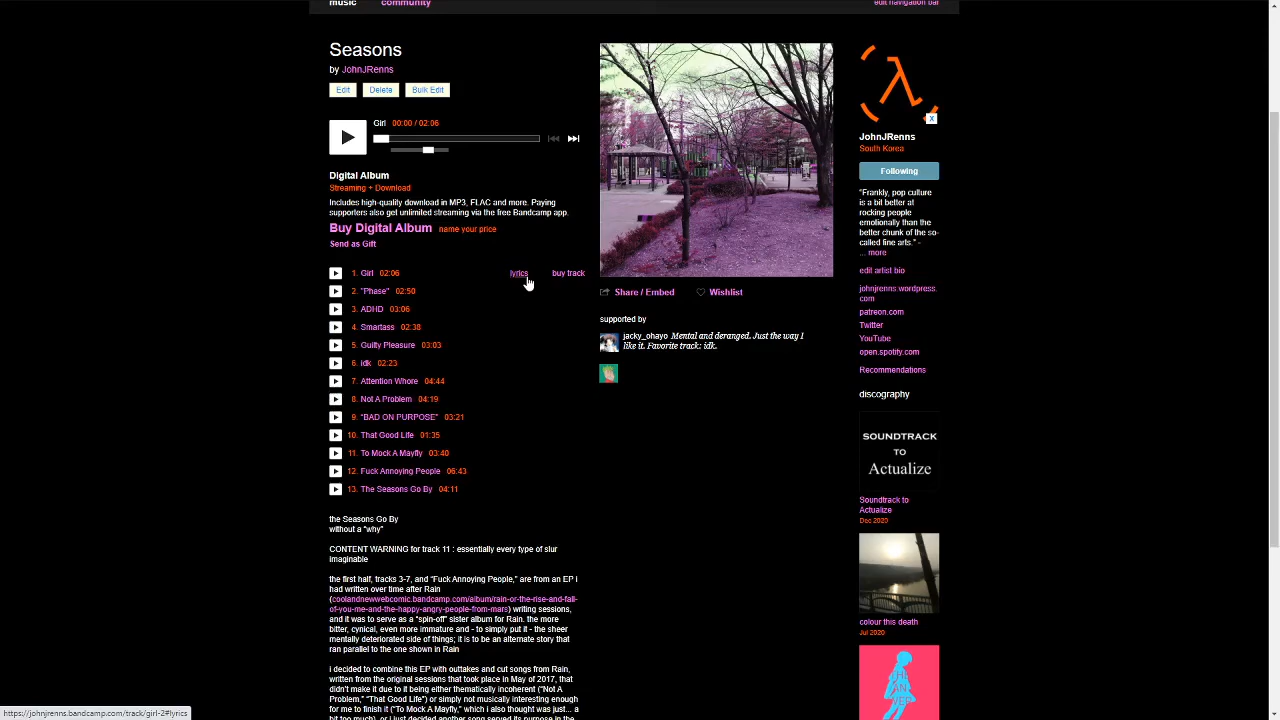 music community edit navigation bar
Seasons
by JohnJRenns
Edit Delete Bulk Edit
Girl 00:00 / 02:06
Digital Album
Streaming + Download
Includes high-quality download in MP3, FLAC and more. Paying
supporters also get unlimited streaming via the free Bandcamp app.
Buy Digital Album name your price
Send as Gift
1. Girl 02:06 lyrics buy track
2. "Phase" 02:50
3. ADHD 03:06
4. Smartass 02:38
5. Guilty Pleasure 03:03
6. idk 02:23
7. Attention Whore 04:44
8. Not A Problem 04:19
9. "BAD ON PURPOSE" 03:21
10. That Good Life 01:35
11. To Mock A Mayfly 03:40
12. Fuck Annoying People 06:43
13. The Seasons Go By 04:11
the Seasons Go By
without a "why"
CONTENT WARNING for track 11 : essentially every type of slur
imaginable
the first half, tracks 3-7, and "Fuck Annoying People," are from an EP i
had written over time after Rain
(coolandnewwebcomic.bandcamp.com/album/rain-or-the-rise-and-fall-
of-you-me-and-the-happy-angry-people-from-mars) writing sessions,
and it was to serve as a "spin-off" sister album for Rain. the more
bitter, cynical, even more immature and - to simply put it - the sheer
mentally deteriorated side of things; it is to be an alternate story that
ran parallel to the one shown in Rain
i decided to combine this EP with outtakes and cut songs from Rain,
written from the original sessions that took place in May of 2017, that
didn't make it due to it being either thematically incoherent ("Not A
Problem," "That Good Life") or simply not musically interesting enough
for me to finish it ("To Mock A Mayfly," which i also thought was just... a
bit too much), or i just decided another song served its purpose in the
Share / Embed Wishlist
supported by
jacky_ohayo Mental and deranged. Just the way I
like it. Favorite track: idk.
X
JohnJRenns
South Korea
Following
"Frankly, pop culture
is a bit better at
rocking people
emotionally than the
better chunk of the so-
called fine arts." -
... more
edit artist bio
johnjrenns.wordpress.
com
patreon.com
Twitter
YouTube
open.spotify.com
Recommendations
discography
SOUNDTRACK
TO
Actualize
Soundtrack to
Actualize
Dec 2020
colour this death
Jul 2020
https://johnjrenns.bandcamp.com/track/girl-2#lyrics